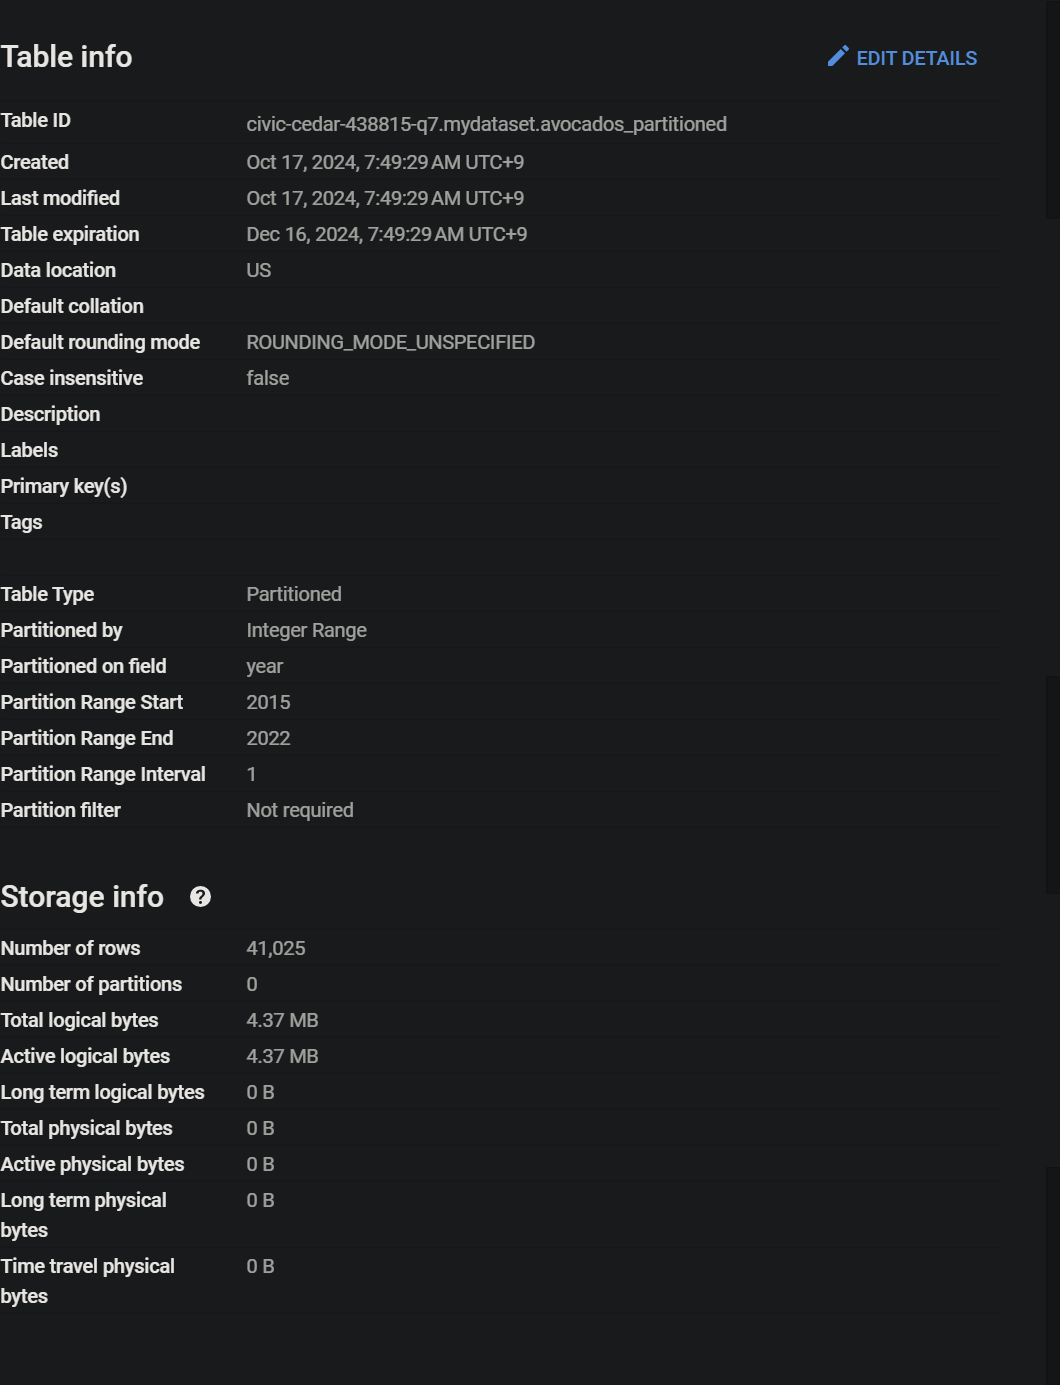 Table info
EDIT DETAILS
Table ID civic-cedar-438815-q7.mydataset.avocados_partitioned
Created Oct 17, 2024, 7:49:29 AM UTC+9
Last modified Oct 17, 2024, 7:49:29 AM UTC+9
Table expiration Dec 16, 2024, 7:49:29 AM UTC+9
Data location US
Default collation
Default rounding mode ROUNDING_MODE_UNSPECIFIED
Case insensitive false
Description
Labels
Primary key(s)
Tags
Table Type Partitioned
Partitioned by Integer Range
Partitioned on field year
Partition Range Start 2015
Partition Range End 2022
Partition Range Interval 1
Partition filter Not required
Storage info ?
Number of rows 41,025
Number of partitions 0
Total logical bytes 4.37 MB
Active logical bytes 4.37 MB
Long term logical bytes 0 B
Total physical bytes 0 B
Active physical bytes 0 B
Long term physical 0 B
bytes
Time travel physical 0 B
bytes